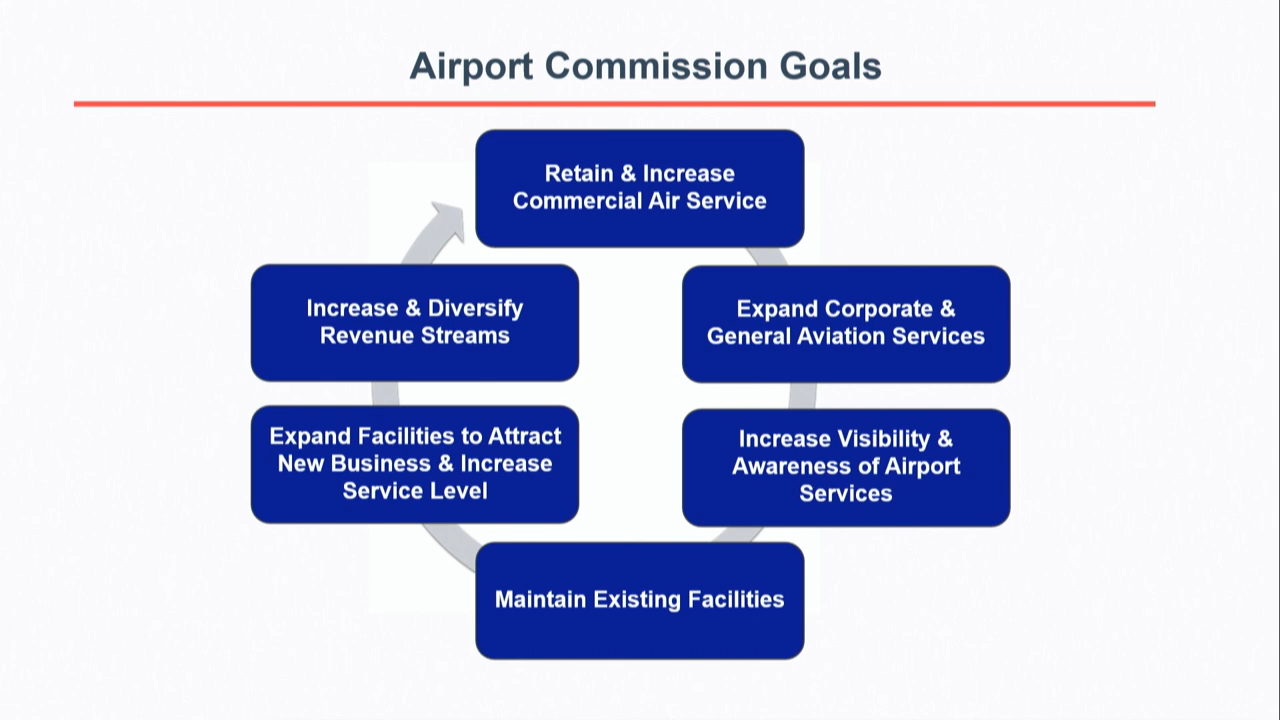 Airport Commission Goals
Retain & Increase
Commercial Air Service
Expand Corporate &
General Aviation Services
Increase Visibility &
Awareness of Airport
Services
Maintain Existing Facilities
Expand Facilities to Attract
New Business & Increase
Service Level
Increase & Diversify
Revenue Streams